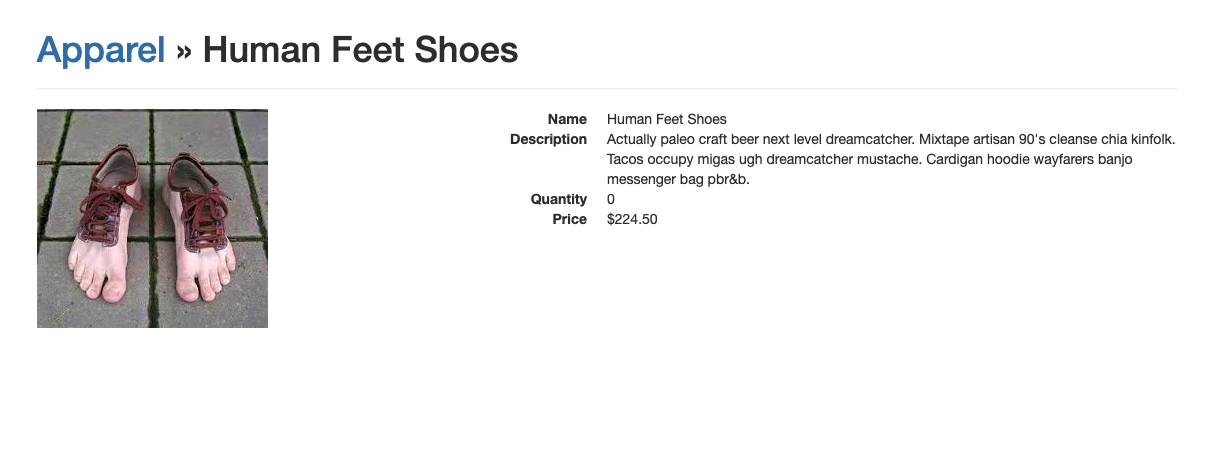 Apparel » Human Feet Shoes
Name Human Feet Shoes
Description Actually paleo craft beer next level dreamcatcher. Mixtape artisan 90's cleanse chia kinfolk.
Tacos occupy migas ugh dreamcatcher mustache. Cardigan hoodie wayfarers banjo
messenger bag pbr&b.
Quantity 0
Price $224.50